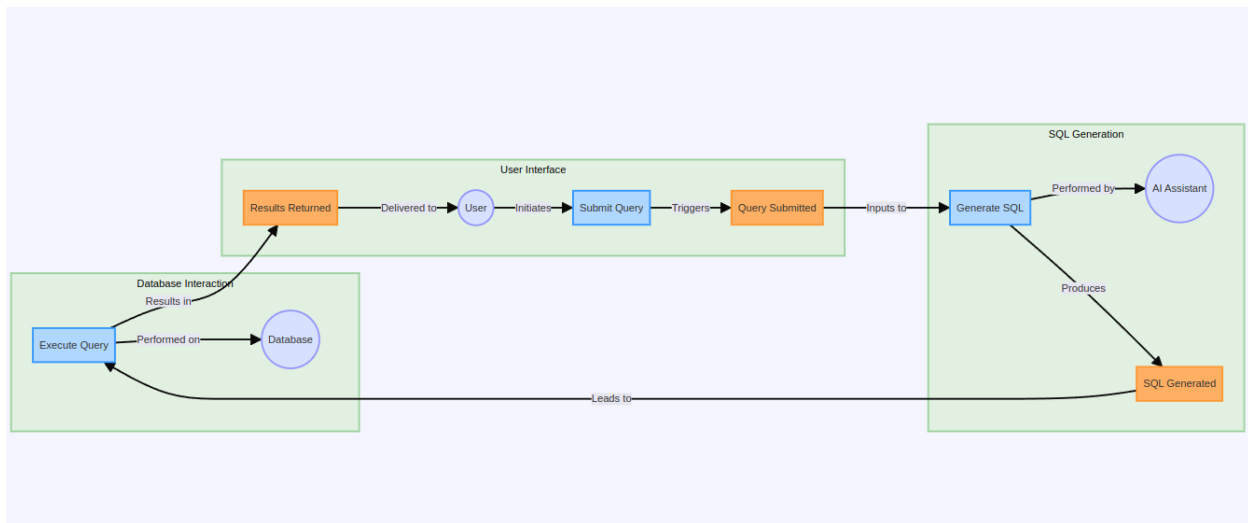 SQL Generation
User Interface
Performed by
AI Assistant
Results Returned
Delivered to
User
Initiates
Submit Query
Triggers
Query Submitted
Inputs to
Generate SQL
Database Interaction
Results in
Produces
Execute Query
Performed on
Database
SQL Generated
Leads to